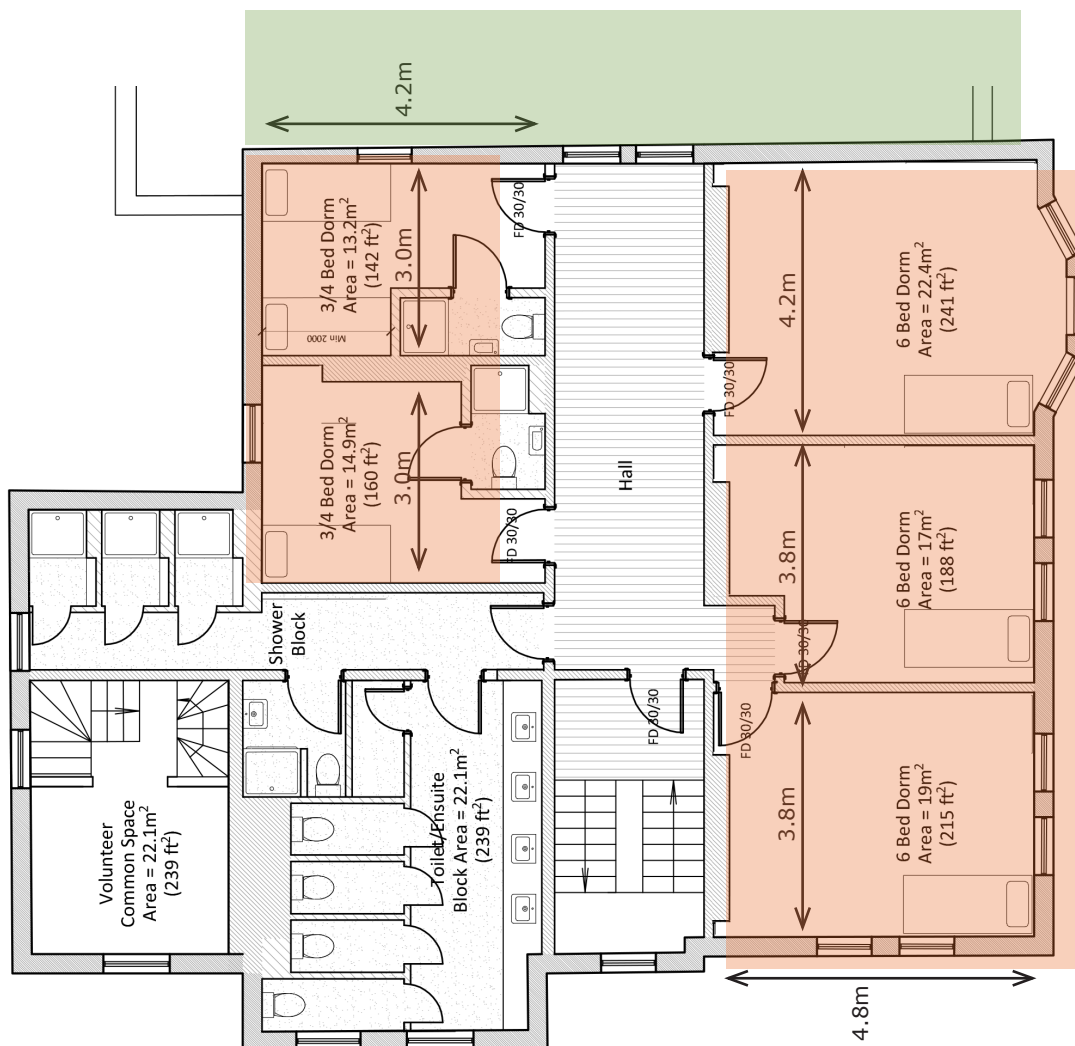 4.2m
3/4 Bed Dorm
Area = 13.2m²
(142 ft²)
3.0m
Min 2000
FD 30/30
3/4 Bed Dorm
Area = 14.9m²
(160 ft²)
3.0m
FD 30/30
Hall
6 Bed Dorm
Area = 22.4m²
(241 ft²)
4.2m
FD 30/30
6 Bed Dorm
Area = 17m²
(188 ft²)
3.8m
FD 30/30
6 Bed Dorm
Area = 19m²
(215 ft²)
3.8m
FD 30/30
4.8m
FD 30/30
Shower
Block
Toilet/Ensuite
Block Area = 22.1m²
(239 ft²)
Volunteer
Common Space
Area = 22.1m²
(239 ft²)